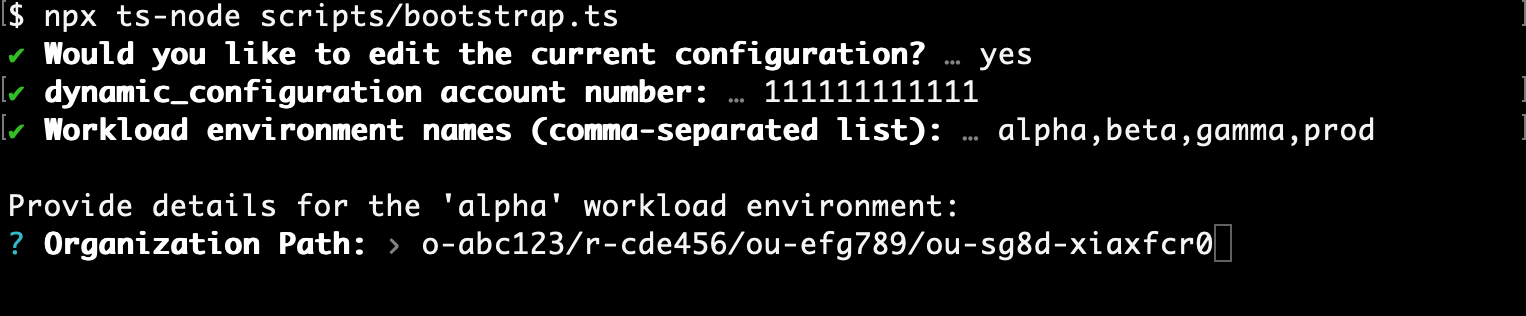 $ npx ts-node scripts/bootstrap.ts
✔ Would you like to edit the current configuration? … yes
✔ dynamic_configuration account number: … 111111111111
✔ Workload environment names (comma-separated list): … alpha,beta,gamma,prod
Provide details for the 'alpha' workload environment:
? Organization Path: › o-abc123/r-cde456/ou-efg789/ou-sg8d-xiaxfcr0